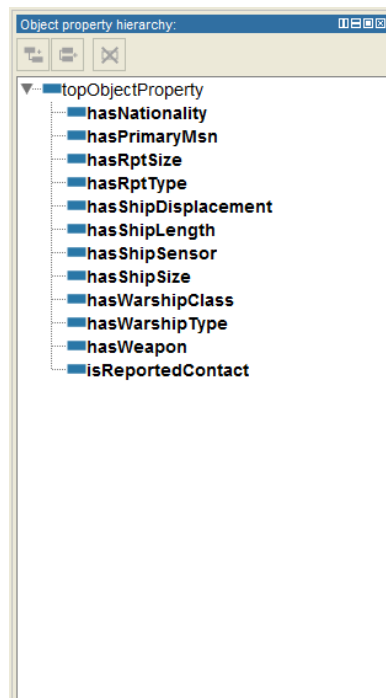 Object property hierarchy:
topObjectProperty
hasNationality
hasPrimaryMsn
hasRptSize
hasRptType
hasShipDisplacement
hasShipLength
hasShipSensor
hasShipSize
hasWarshipClass
hasWarshipType
hasWeapon
isReportedContact